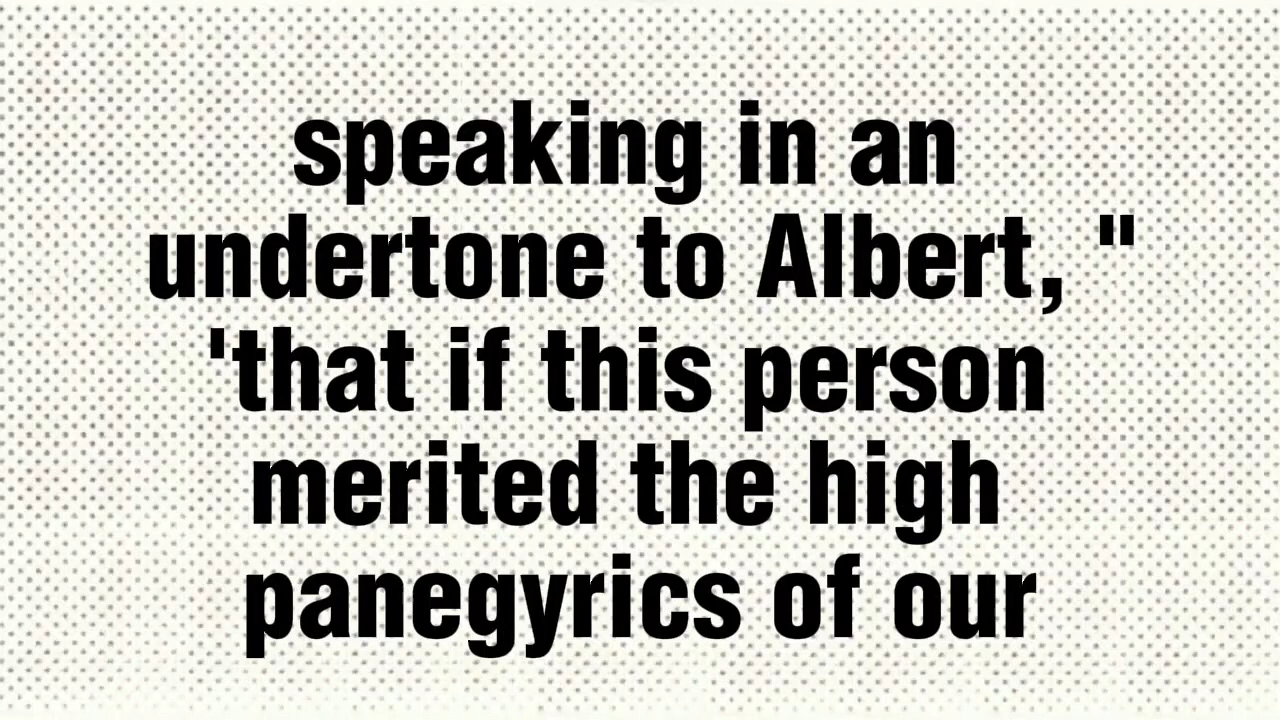 speaking in an
undertone to Albert, "
'that if this person
merited the high
panegyrics of our